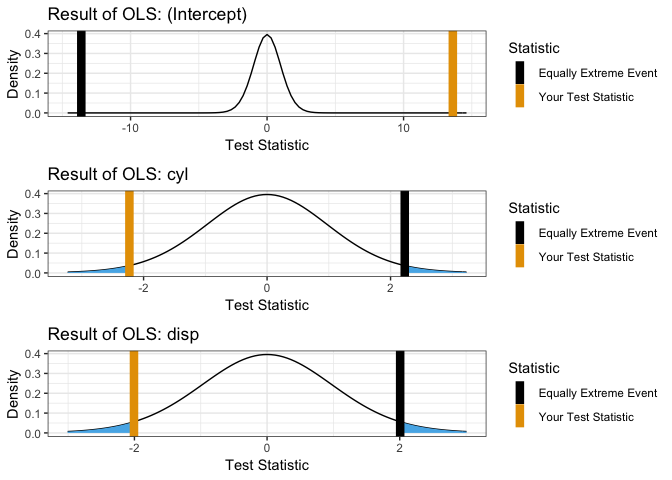 Result of OLS: (Intercept)
Density
0.4
0.3
0.2
0.1
0.0
-10
0
10
Test Statistic
Statistic
Equally Extreme Event
Your Test Statistic
Result of OLS: cyl
Density
0.4
0.3
0.2
0.1
0.0
-2
0
2
Test Statistic
Statistic
Equally Extreme Event
Your Test Statistic
Result of OLS: disp
Density
0.4
0.3
0.2
0.1
0.0
-2
0
2
Test Statistic
Statistic
Equally Extreme Event
Your Test Statistic